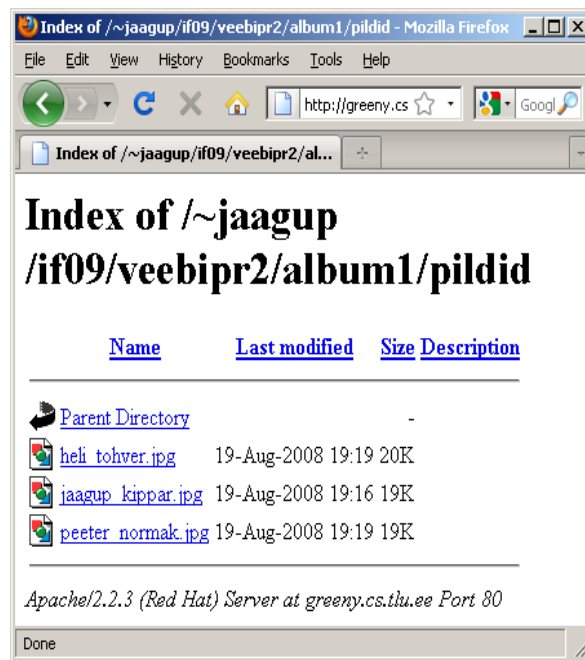 Index of /~jaagup/if09/veebipr2/album1/pildid - Mozilla Firefox
File Edit View History Bookmarks Tools Help
http://greeny.cs Googl
Index of /~jaagup/if09/veebipr2/al...
Index of /~jaagup
/if09/veebipr2/album1/pildid
Name Last modified Size Description
Parent Directory -
heli_tohver.jpg 19-Aug-2008 19:19 20K
jaagup_kippar.jpg 19-Aug-2008 19:16 19K
peeter_normak.jpg 19-Aug-2008 19:19 19K
Apache/2.2.3 (Red Hat) Server at greeny.cs.tlu.ee Port 80
Done